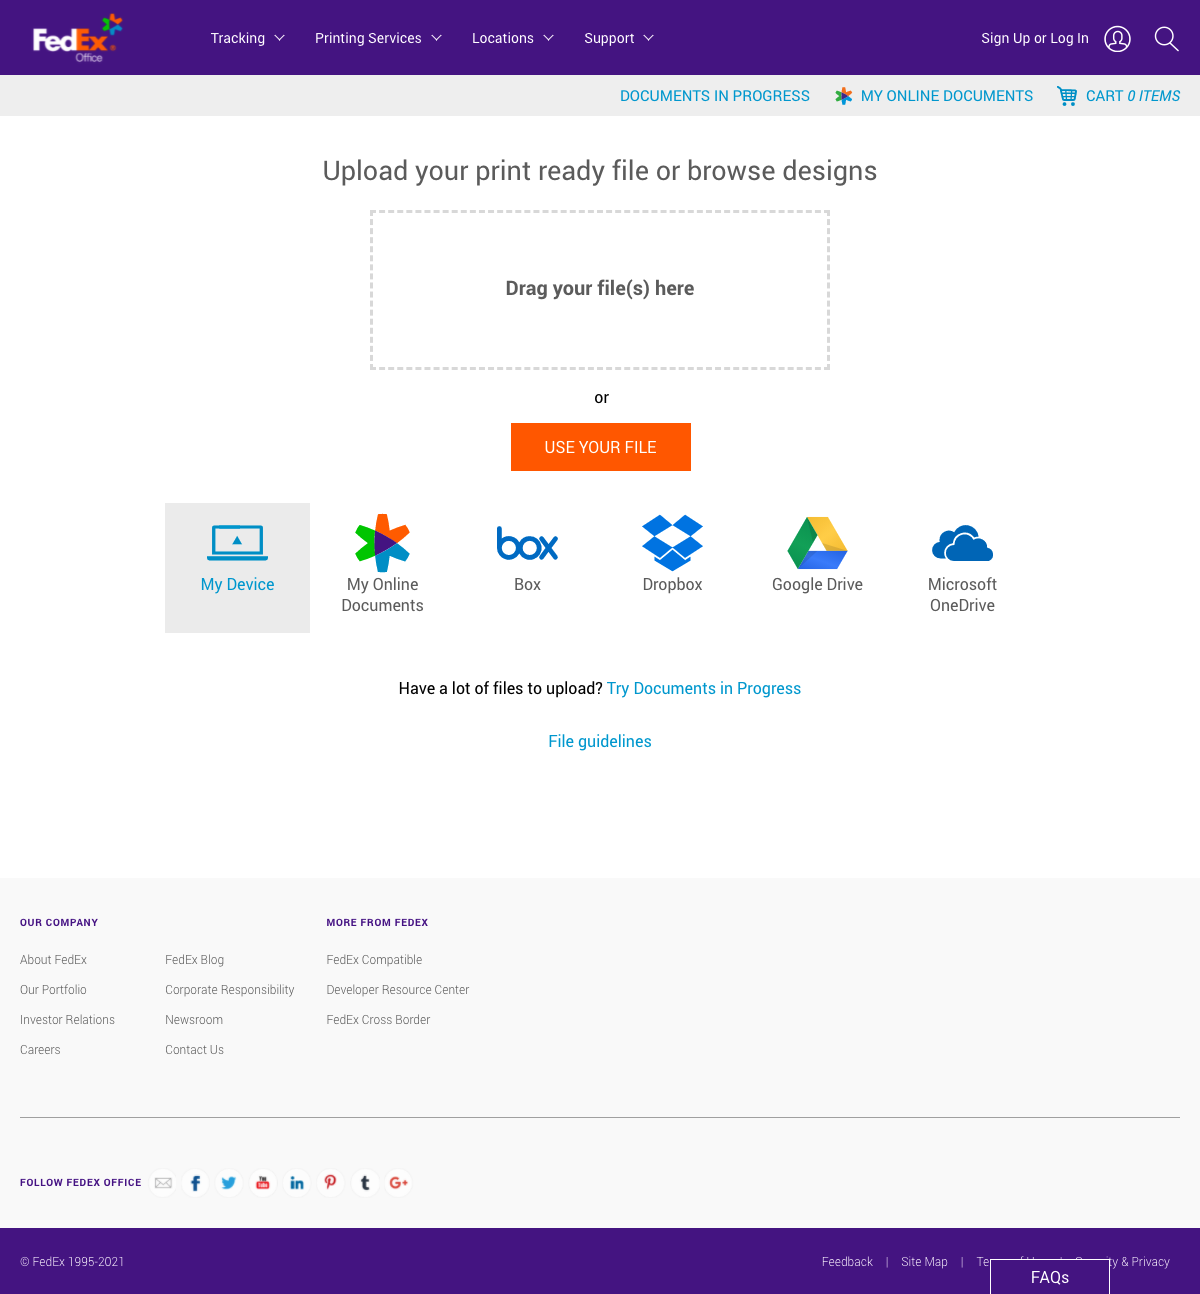 FedEx
Office
Tracking
Printing Services
Locations
Support
Sign Up or Log In
DOCUMENTS IN PROGRESS
MY ONLINE DOCUMENTS
CART 0 ITEMS
Upload your print ready file or browse designs
Drag your file(s) here
or
USE YOUR FILE
My Device
My Online
Documents
box
Box
Dropbox
Google Drive
Microsoft
OneDrive
Have a lot of files to upload? Try Documents in Progress
File guidelines
OUR COMPANY
About FedEx
Our Portfolio
Investor Relations
Careers
FedEx Blog
Corporate Responsibility
Newsroom
Contact Us
MORE FROM FEDEX
FedEx Compatible
Developer Resource Center
FedEx Cross Border
FOLLOW FEDEX OFFICE
© FedEx 1995-2021
Feedback | Site Map | & Privacy
FAQs